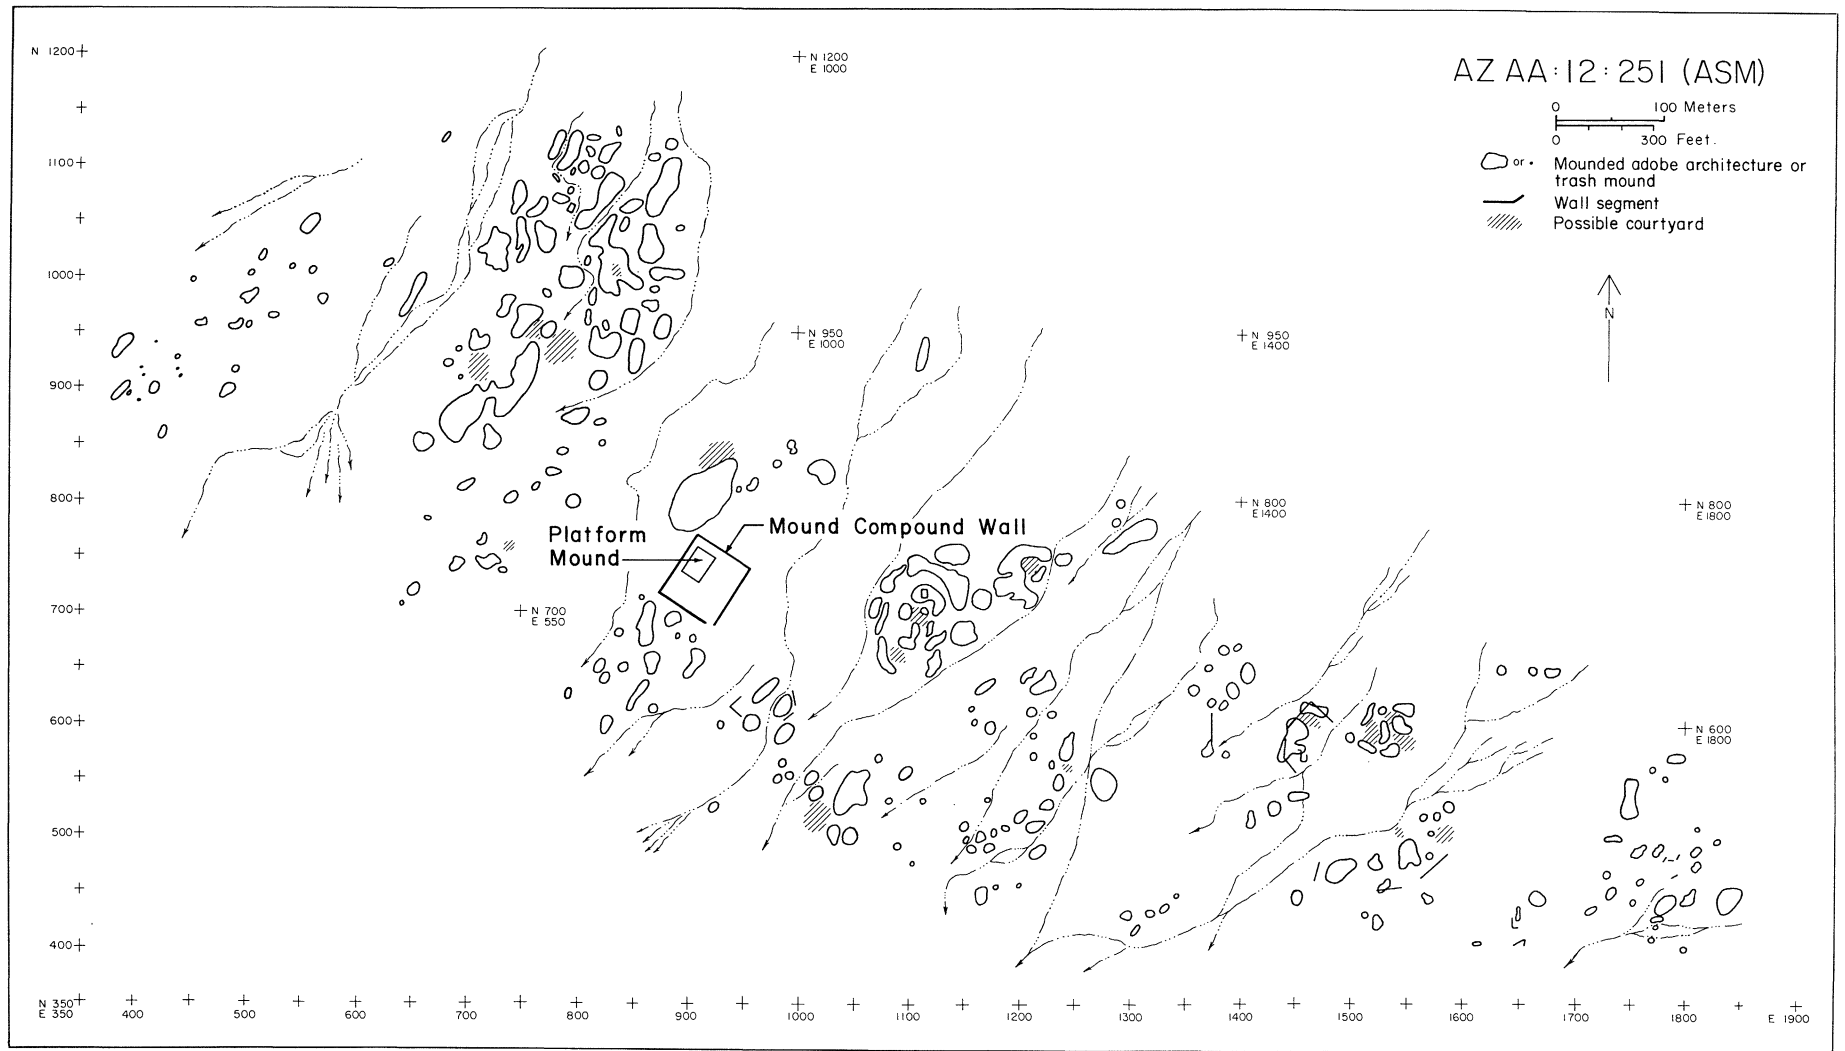 AZ AA:12:251 (ASM)
0 100 Meters
0 300 Feet.
or • Mounded adobe architecture or
trash mound
Wall segment
Possible courtyard
N
N 1200
1100
1000
900
800
700
600
500
400
N 350
E 350
400
500
600
700
800
900
1000
1100
1200
1300
1400
1500
1600
1700
1800
E 1900
N 1200
E 1000
N 950
E 1000
N 950
E 1400
N 800
E 1400
N 800
E 1800
N 700
E 550
N 600
E 1800
Platform
Mound
Mound Compound Wall